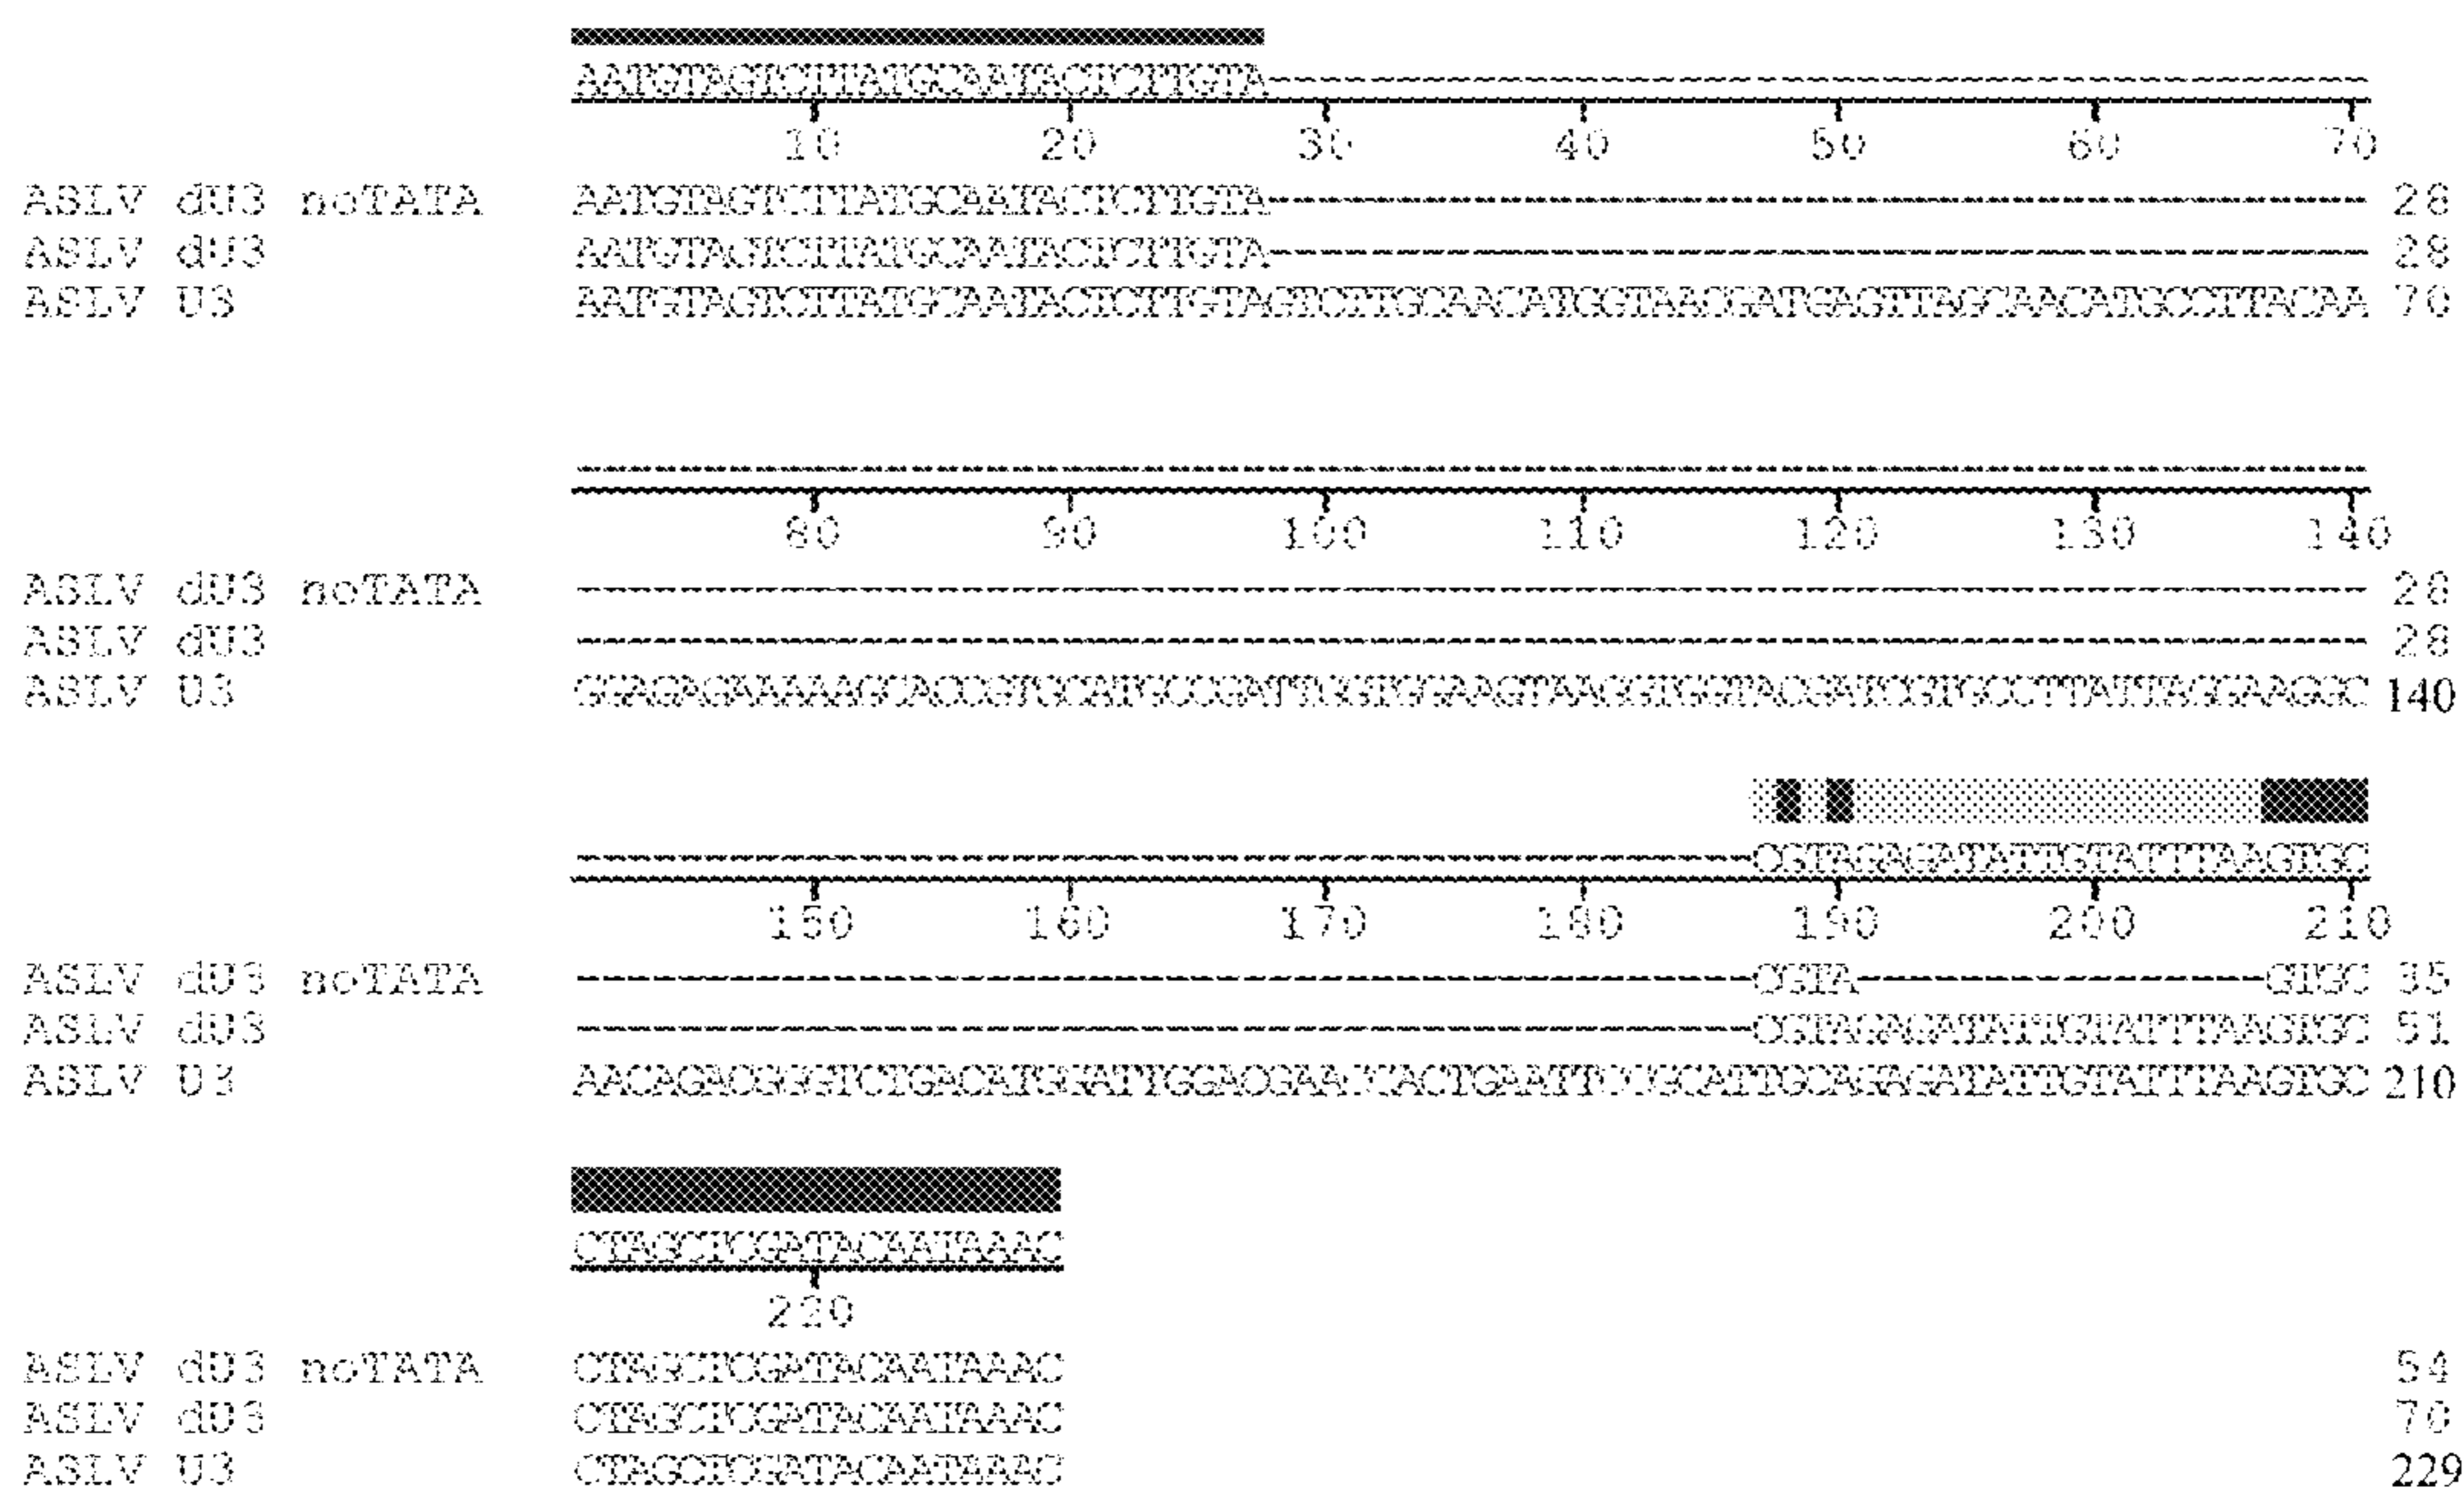 AATGTAGTCTTATGCAATACTCTTGTA-------------------------------------------
10 20 30 40 50 60 70
ASLV dU3 noTATA AATGTAGTCTTATGCAATACTCTTGTA------------------------------------------- 28
ASLV dU3 AATGTAGTCTTATGCAATACTCTTGTA------------------------------------------- 28
ASLV U3 AATGTAGTCTTATGCAATACTCTTGTAGTCTTGCAACATGGTAACGATGAGTTAGCAACATGCCTTACAA 70
----------------------------------------------------------------------
80 90 100 110 120 130 140
ASLV dU3 noTATA ---------------------------------------------------------------------- 28
ASLV dU3 ---------------------------------------------------------------------- 28
ASLV U3 GGAGAGAAAAAGCACCGTGCATGCCGATTGGTGGAAGTAAGGTGGTACGATCGTGCCTTATTAGGAAGGC 140
----------------------------------------------CGTAGAGATATTGTATTTAAGTGC
150 160 170 180 190 200 210
ASLV dU3 noTATA ----------------------------------------------CGTA----------------GTGC 35
ASLV dU3 ----------------------------------------------CGTAGAGATATTGTATTTAAGTGC 51
ASLV U3 AACAGACGGGTCTGACATGGATTGGACGAACCACTGAATTCCGCATTGCAGAGATATTGTATTTAAGTGC 210
CTAGCTCGATACAATAAAC
220
ASLV dU3 noTATA CTAGCTCGATACAATAAAC 54
ASLV dU3 CTAGCTCGATACAATAAAC 70
ASLV U3 CTAGCTCGATACAATAAAC 229